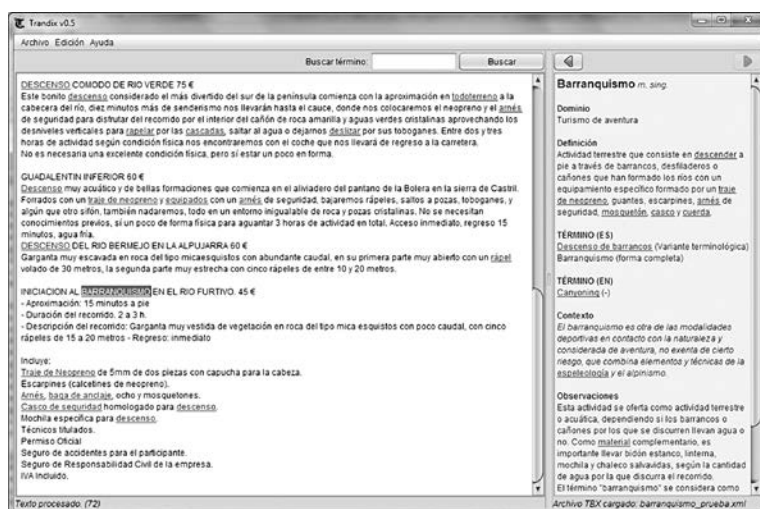 Trandix v0.5
Archivo Edición Ayuda
Buscar término:
Buscar
DESCENSO COMODO DE RIO VERDE 75 €
Este bonito descenso considerado el más divertido del sur de la península comienza con la aproximación en todoterreno a la
cabecera del río, diez minutos más de senderismo nos llevarán hasta el cauce, donde nos colocaremos el neopreno y el arnés
de seguridad para disfrutar del recorrido por el interior del cañón de roca amarilla y aguas verdes cristalinas aprovechando los
desniveles verticales para rapelar por las cascadas, saltar al agua o dejarnos deslizar por sus toboganes. Entre dos y tres
horas de actividad según condición física nos encontraremos con el coche que nos llevará de regreso a la carretera.
No es necesaria una excelente condición física, pero sí estar un poco en forma.
GUADALENTIN INFERIOR 60 €
Descenso muy acuático y de bellas formaciones que comienza en el aliviadero del pantano de la Bolera en la sierra de Castril.
Forrados con un traje de neopreno y equipados con un arnés de seguridad, bajaremos rápeles, saltos a pozas, toboganes, y
algún que otro sifón, también nadaremos, todo en un entorno inigualable de roca y pozas cristalinas. No se necesitan
conocimientos previos, sí un poco de forma física para aguantar 3 horas de actividad en total. Acceso inmediato, regreso 15
minutos, agua fría.
DESCENSO DEL RIO BERMEJO EN LA ALPUJARRA 60 €
Garganta muy escavada en roca del tipo micaesquistos con abundante caudal, en su primera parte muy abierto con un rápel
volado de 30 metros, la segunda parte muy estrecha con cinco rápeles de entre 10 y 20 metros.
INICIACION AL BARRANQUISMO EN EL RIO FURTIVO. 45 €
- Aproximación: 15 minutos a pie
- Duración del recorrido. 2 a 3 h.
- Descripción del recorrido: Garganta muy vestida de vegetación en roca del tipo mica esquistos con poco caudal, con cinco
rápeles de 15 a 20 metros - Regreso: inmediato
Incluye:
Traje de Neopreno de 5mm de dos piezas con capucha para la cabeza.
Escarpines (calcetines de neopreno).
Arnés, baga de anclaje, ocho y mosquetones.
Casco de seguridad homologado para descenso.
Mochila especifica para descenso.
Técnicos titulados.
Permiso Oficial
Seguro de accidentes para el participante.
Seguro de Responsabilidad Civil de la empresa.
IVA Incluido.
Texto procesado. (72)
Barranquismo m. sing.
Dominio
Turismo de aventura
Definición
Actividad terrestre que consiste en descender a
pie a través de barrancos, desfiladeros o
cañones que han formado los ríos con un
equipamiento específico formado por un traje
de neopreno, guantes, escarpines, arnés de
seguridad, mosquetón, casco y cuerda.
TÉRMINO (ES)
Descenso de barrancos (Variante terminológica)
Barranquismo (forma completa)
TÉRMINO (EN)
Canyoning (-)
Contexto
El barranquismo es otra de las modalidades
deportivas en contacto con la naturaleza y
considerada de aventura, no exenta de cierto
riesgo, que combina elementos y técnicas de la
espeleología y el alpinismo.
Observaciones
Esta actividad se oferta como actividad terrestre
o acuática, dependiendo si los barrancos o
cañones por los que se discurren llevan agua o
no. Como material complementario, es
importante llevar bidón estanco, linterna,
mochila y chaleco salvavidas, según la cantidad
de agua por la que discurra el recorrido.
El término "barranquismo" se considera como
Archivo TBX cargado: barranquismo_prueba.xml